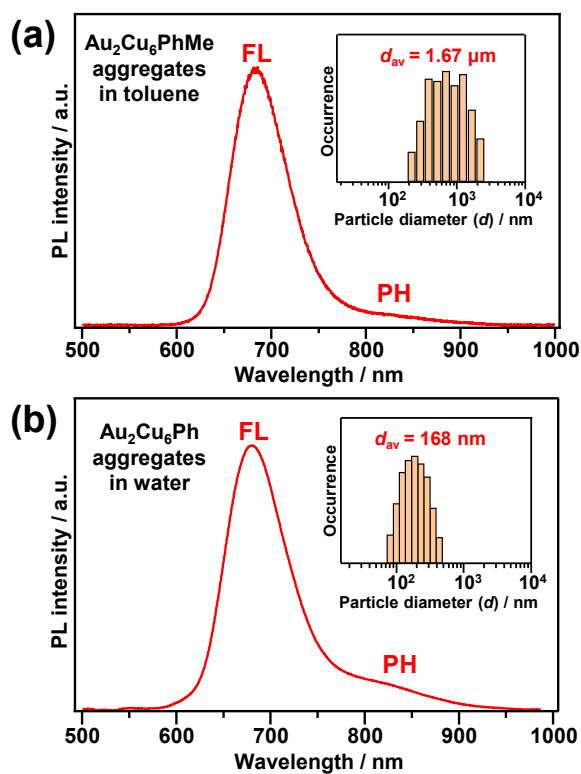 (a)
Au₂Cu₆PhMe
aggregates
in toluene
FL
PH
PL intensity / a.u.
500 600 700 800 900 1000
Wavelength / nm
d_av = 1.67 µm
Occurrence
10² 10³ 10⁴
Particle diameter (d) / nm
(b)
Au₂Cu₆Ph
aggregates
in water
FL
PH
PL intensity / a.u.
500 600 700 800 900 1000
Wavelength / nm
d_av = 168 nm
Occurrence
10² 10³ 10⁴
Particle diameter (d) / nm